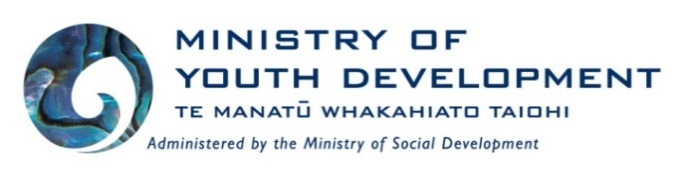 MINISTRY OF
YOUTH DEVELOPMENT
TE MANATŪ WHAKAHIATO TAIOHI
Administered by the Ministry of Social Development